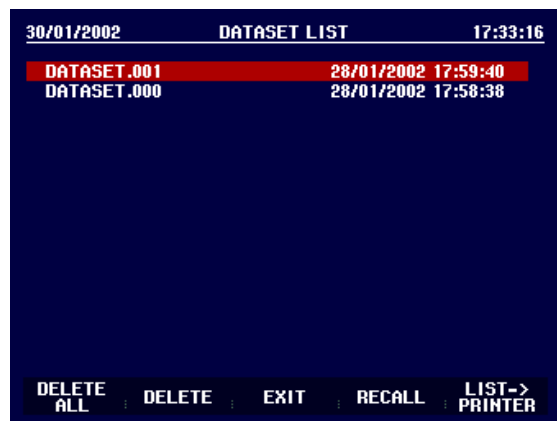 30/01/2002 DATASET LIST 17:33:16
DATASET.001 28/01/2002 17:59:40
DATASET.000 28/01/2002 17:58:38
DELETE ALL DELETE EXIT RECALL LIST-> PRINTER